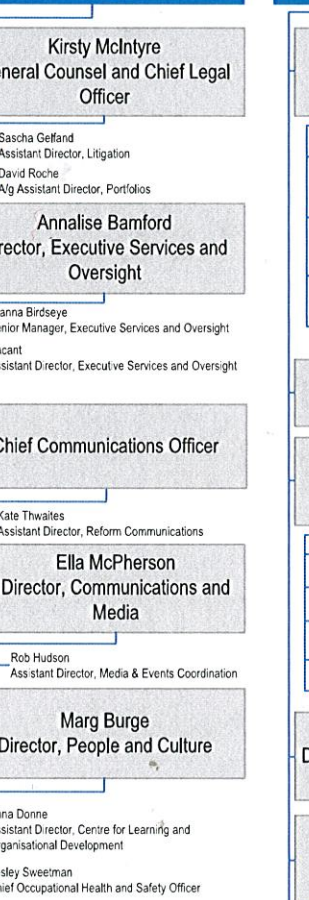 Kirsty McIntyre
eneral Counsel and Chief Legal
Officer
Sascha Gelfand
Assistant Director, Litigation
David Roche
A/g Assistant Director, Portfolios
Annalise Bamford
rector, Executive Services and
Oversight
anna Birdseye
enior Manager, Executive Services and Oversight
acant
ssistant Director, Executive Services and Oversight
Chief Communications Officer
Kate Thwaites
Assistant Director, Reform Communications
Ella McPherson
Director, Communications and
Media
Rob Hudson
Assistant Director, Media & Events Coordination
Marg Burge
Director, People and Culture
na Donne
ssistant Director, Centre for Learning and
rganisational Development
sley Sweetman
hief Occupational Health and Safety Officer
D